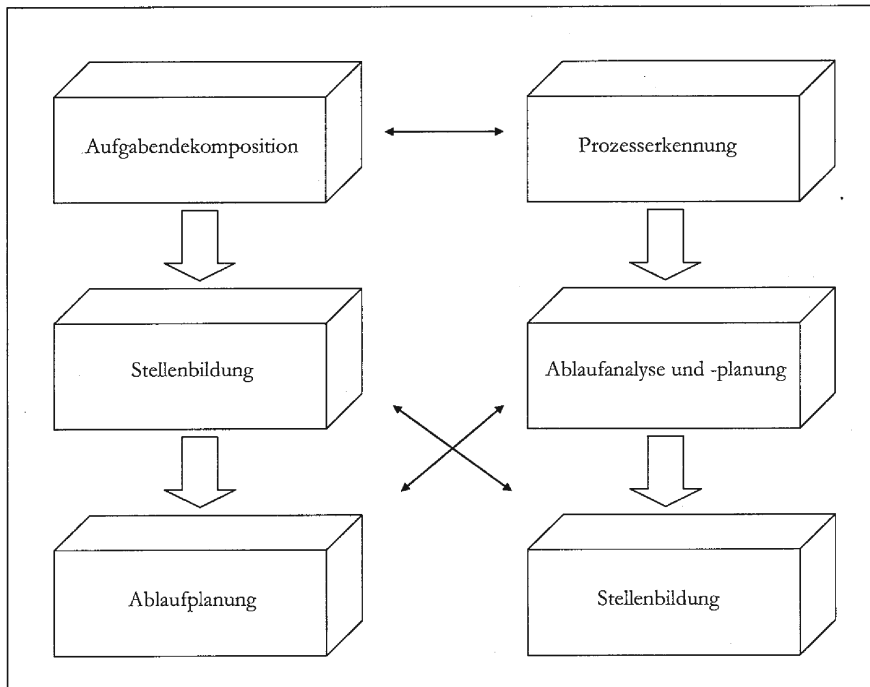 Aufgabendekomposition
Prozesserkennung
Stellenbildung
Ablaufanalyse und -planung
Ablaufplanung
Stellenbildung